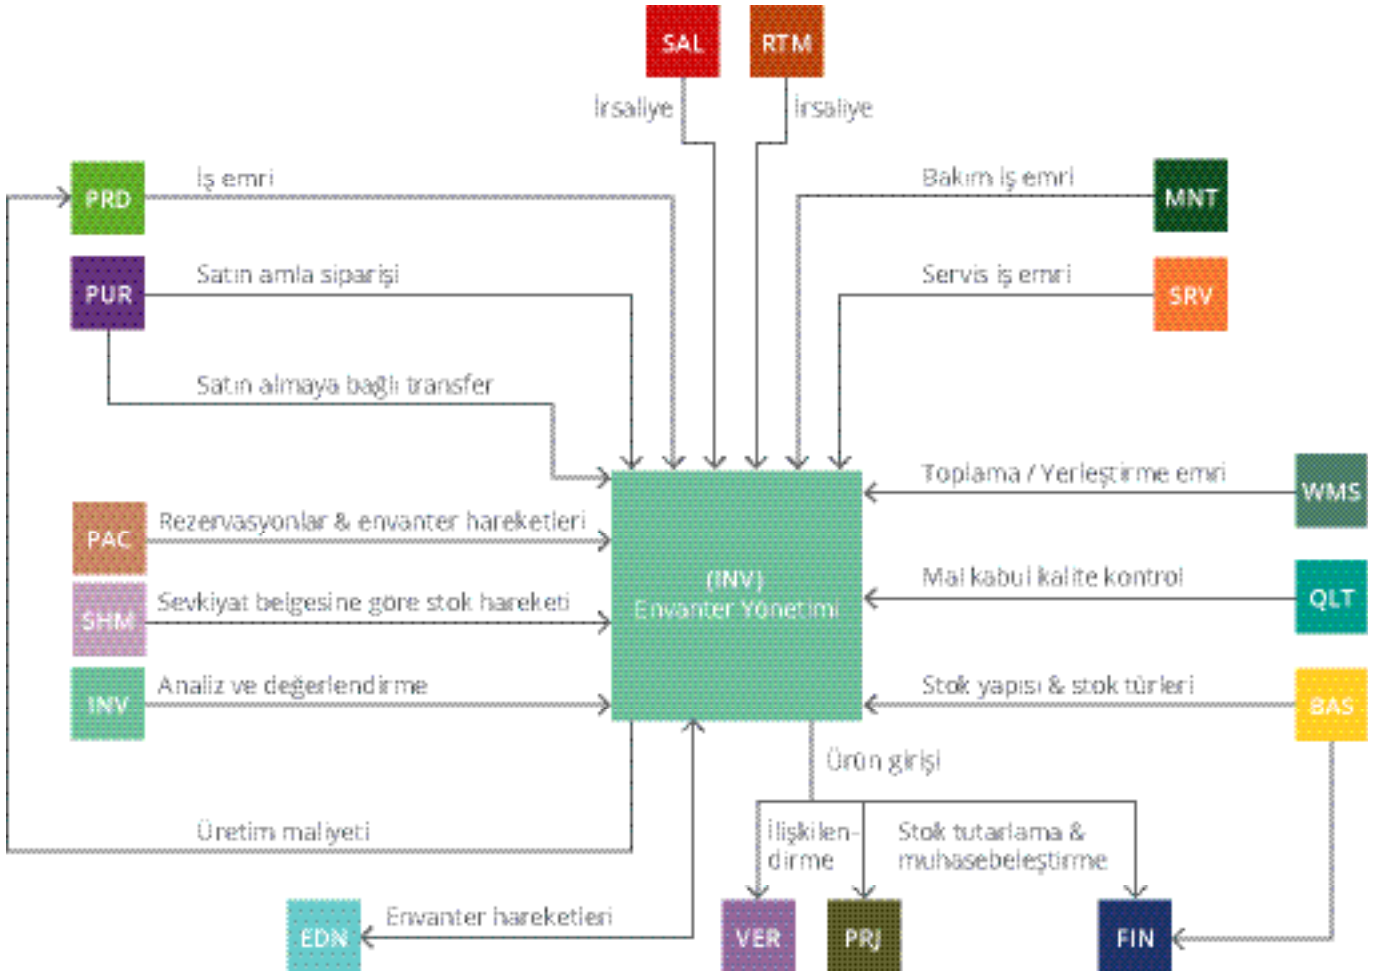 SAL
RTM
İrsaliye
İrsaliye
PRD
İş emri
Bakım iş emri
MNT
PUR
Satın amla siparişi
Servis iş emri
SRV
Satın almaya bağlı transfer
Toplama / Yerleştirme emri
WMS
PAC
Rezervasyonlar & envanter hareketleri
(INV)
Envanter Yönetimi
Mal kabul kalite kontrol
QLT
SHM
Sevkiyat belgesine göre stok hareketi
INV
Analiz ve değerlendirme
Stok yapısı & stok türleri
BAS
Ürün girişi
Üretim maliyeti
İlişkilen-
dirme
Stok tutarlama &
muhasebeleştirme
EDN
Envanter hareketleri
VER
PRJ
FIN